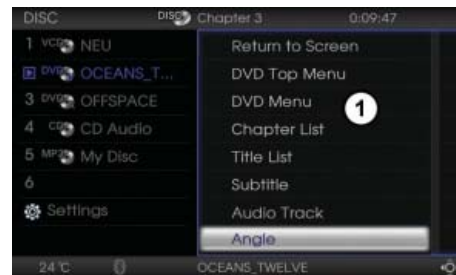 DISC DISC Chapter 3 0:09:47
1 VCD NEU
DVD OCEANS_T...
3 DVD OFFSPACE
4 CD CD Audio
5 MP3 My Disc
6
Settings
Return to Screen
DVD Top Menu
DVD Menu
1
Chapter List
Title List
Subtitle
Audio Track
Angle
24°C OCEANS_TWELVE